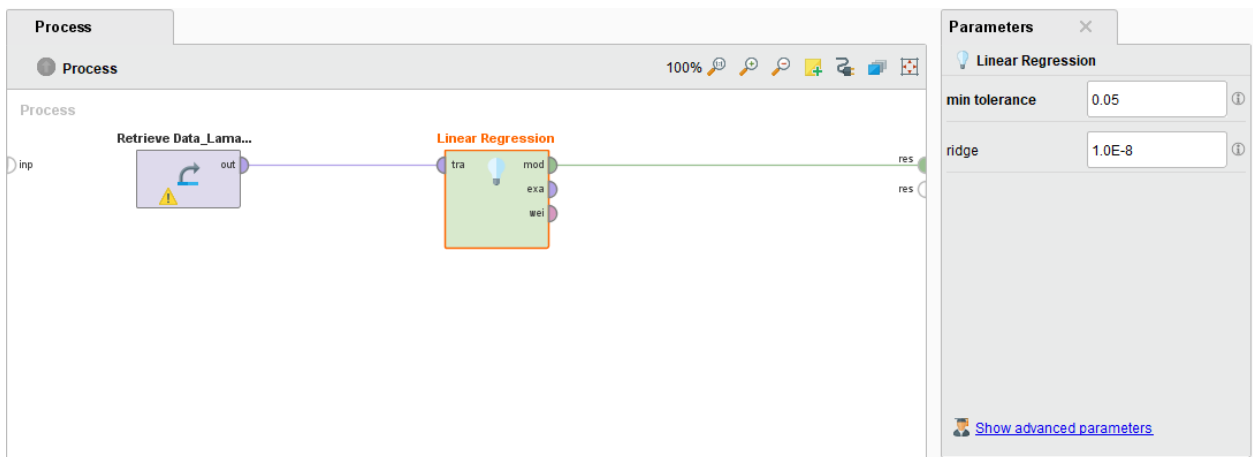 Process
Parameters
Process
100%
Linear Regression
Process
min tolerance
0.05
Retrieve Data_Lama...
Linear Regression
inp
out
tra
mod
res
ridge
1.0E-8
exa
res
wei
Show advanced parameters